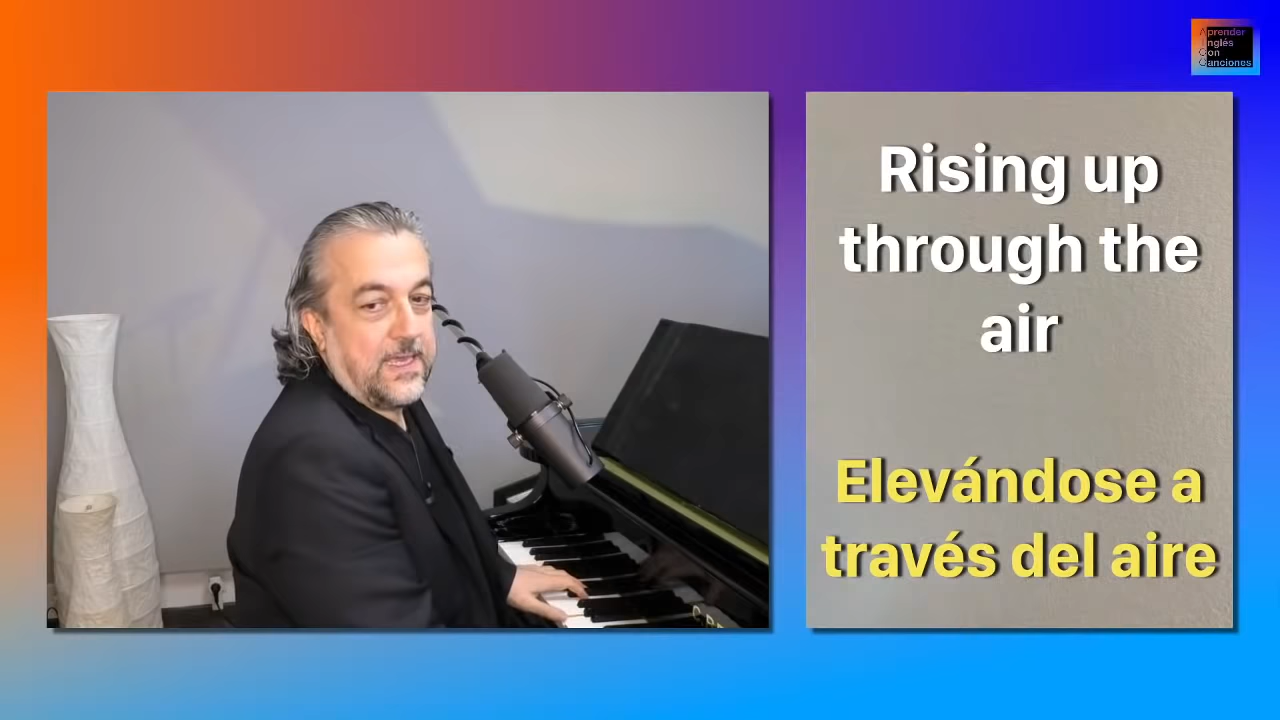 Aprender
Inglés
Con
Canciones
Rising up
through the
air
Elevándose a
través del aire